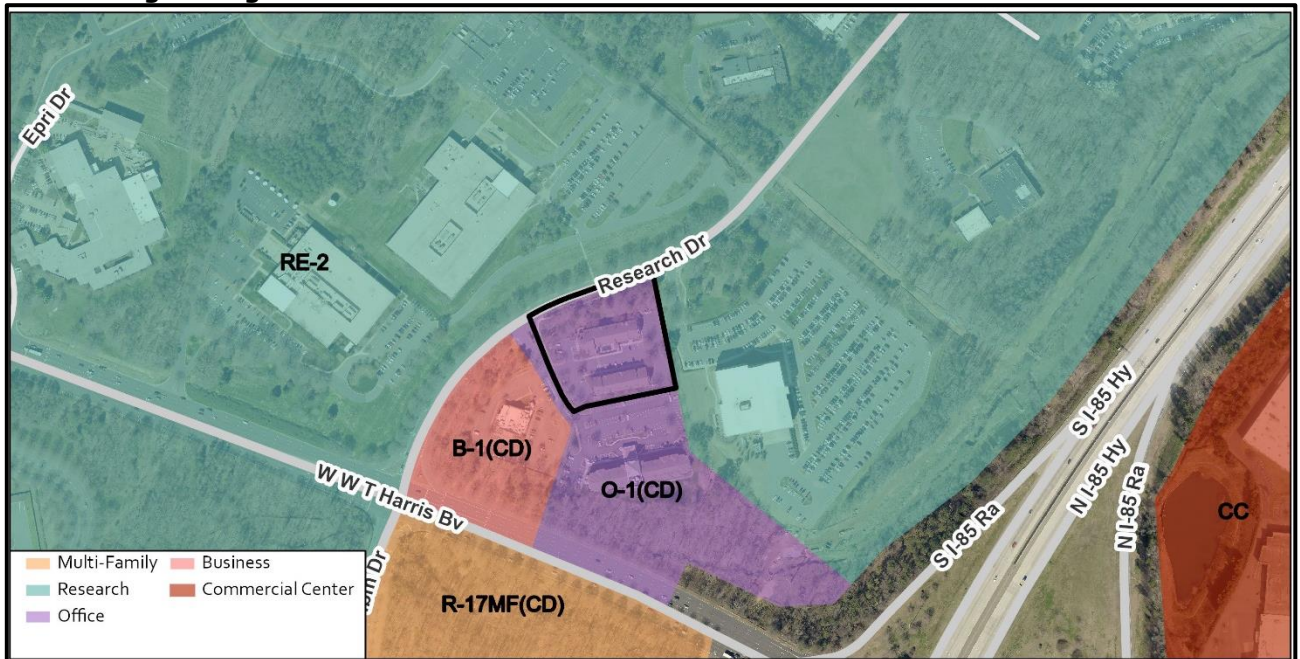 Epri Dr
RE-2
Research Dr
B-1(CD)
O-1(CD)
W W T Harris Bv
S I-85 Hy
N I-85 Hy
S I-85 Ra
N I-85 Ra
CC
Dr
R-17MF(CD)
Multi-Family
Business
Research
Commercial Center
Office